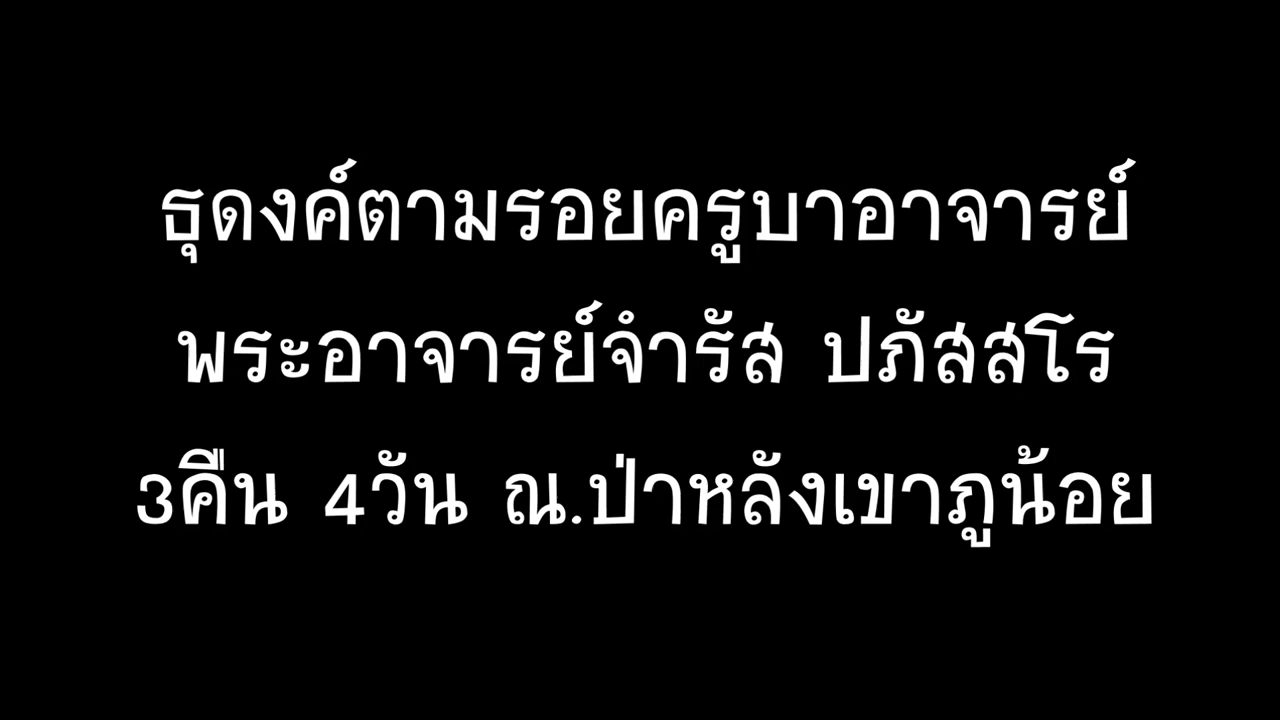 ธุดงค์ตามรอยครูบาอาจารย์
พระอาจารย์จำรัส ปภัสสโร
3คืน 4วัน ณ.ป่าหลังเขาภูน้อย